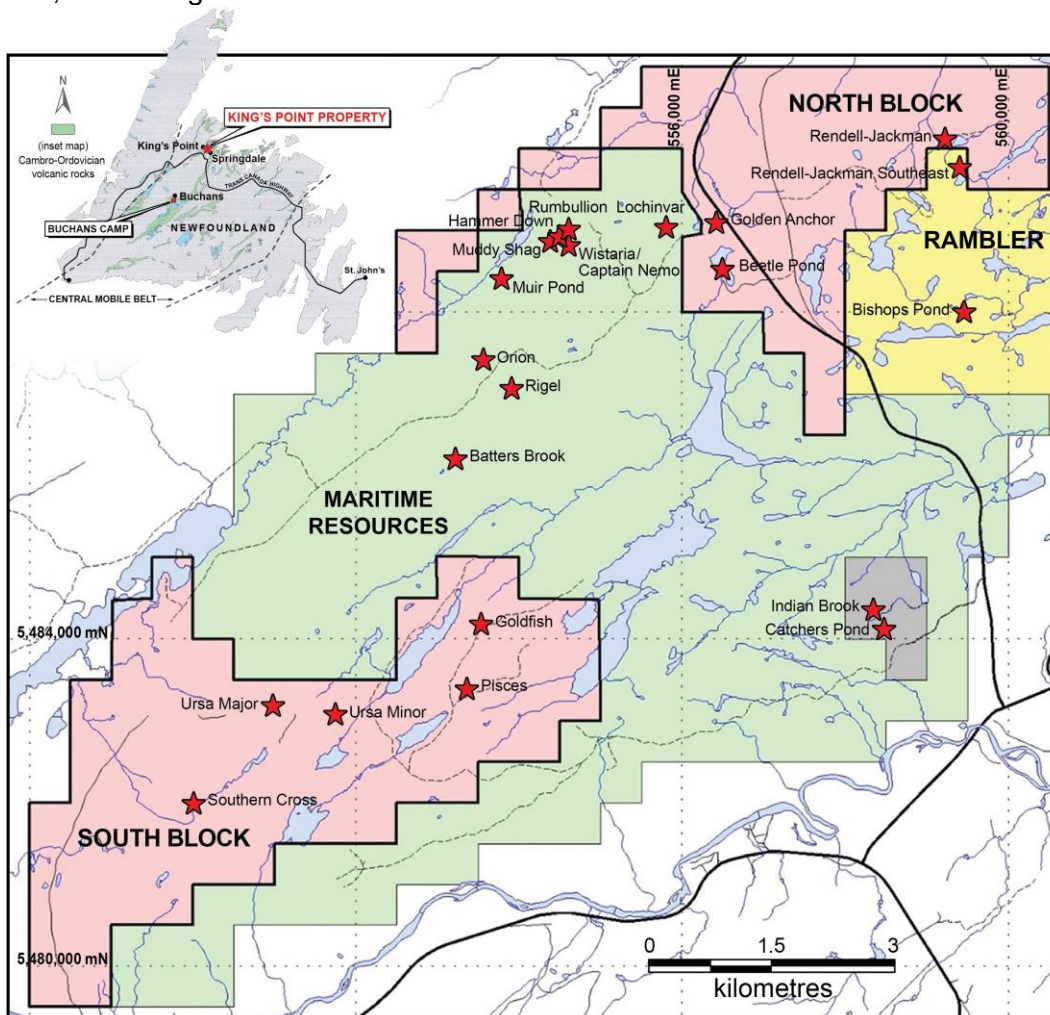 N
(inset map)
Cambro-Ordovician
volcanic rocks
KING'S POINT PROPERTY
King's Point
Springdale
TRANS CANADA HIGHWAY
Buchans
BUCHANS CAMP
NEWFOUNDLAND
St. John's
CENTRAL MOBILE BELT
556,000 mE
560,000 mE
NORTH BLOCK
Rendell-Jackman
Rendell-Jackman Southeast
Rumbullion
Lochinvar
Hammer Down
Golden Anchor
Muddy Shag
Wistaria/
Captain Nemo
RAMBLER
Beetle Pond
Muir Pond
Bishops Pond
Orion
Rigel
Batters Brook
MARITIME
RESOURCES
Indian Brook
Catchers Pond
Goldfish
5,484,000 mN
Pisces
Ursa Major
Ursa Minor
Southern Cross
SOUTH BLOCK
5,480,000 mN
0 1.5 3
kilometres